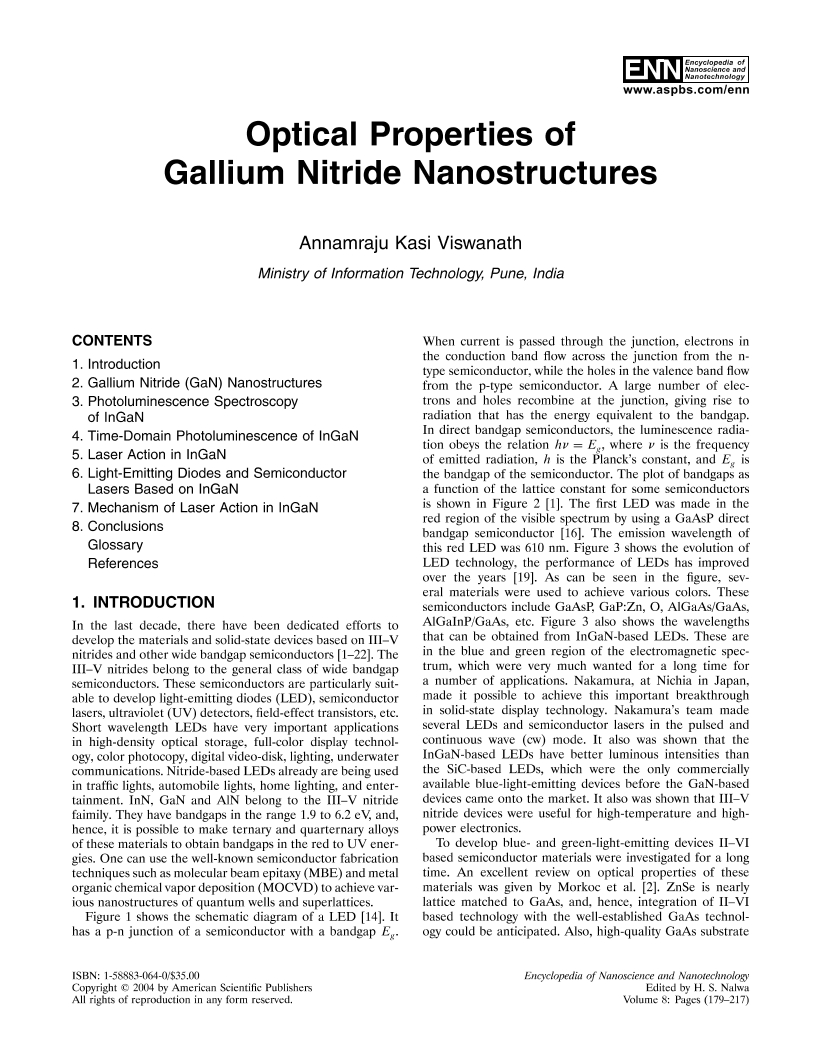 ENN Encyclopedia of
Nanoscience and
Nanotechnology
www.aspbs.com/enn
Optical Properties of
Gallium Nitride Nanostructures
Annamraju Kasi Viswanath
Ministry of Information Technology, Pune, India
CONTENTS
1. Introduction
2. Gallium Nitride (GaN) Nanostructures
3. Photoluminescence Spectroscopy
of InGaN
4. Time-Domain Photoluminescence of InGaN
5. Laser Action in InGaN
6. Light-Emitting Diodes and Semiconductor
Lasers Based on InGaN
7. Mechanism of Laser Action in InGaN
8. Conclusions
Glossary
References
1. INTRODUCTION
In the last decade, there have been dedicated efforts to
develop the materials and solid-state devices based on III–V
nitrides and other wide bandgap semiconductors [1–22]. The
III–V nitrides belong to the general class of wide bandgap
semiconductors. These semiconductors are particularly suit-
able to develop light-emitting diodes (LED), semiconductor
lasers, ultraviolet (UV) detectors, field-effect transistors, etc.
Short wavelength LEDs have very important applications
in high-density optical storage, full-color display technol-
ogy, color photocopy, digital video-disk, lighting, underwater
communications. Nitride-based LEDs already are being used
in traffic lights, automobile lights, home lighting, and enter-
tainment. InN, GaN and AlN belong to the III–V nitride
faimily. They have bandgaps in the range 1.9 to 6.2 eV, and,
hence, it is possible to make ternary and quarternary alloys
of these materials to obtain bandgaps in the red to UV ener-
gies. One can use the well-known semiconductor fabrication
techniques such as molecular beam epitaxy (MBE) and metal
organic chemical vapor deposition (MOCVD) to achieve var-
ious nanostructures of quantum wells and superlattices.
Figure 1 shows the schematic diagram of a LED [14]. It
has a p-n junction of a semiconductor with a bandgap Eg.
When current is passed through the junction, electrons in
the conduction band flow across the junction from the n-
type semiconductor, while the holes in the valence band flow
from the p-type semiconductor. A large number of elec-
trons and holes recombine at the junction, giving rise to
radiation that has the energy equivalent to the bandgap.
In direct bandgap semiconductors, the luminescence radia-
tion obeys the relation hν = Eg, where ν is the frequency
of emitted radiation, h is the Planck's constant, and Eg is
the bandgap of the semiconductor. The plot of bandgaps as
a function of the lattice constant for some semiconductors
is shown in Figure 2 [1]. The first LED was made in the
red region of the visible spectrum by using a GaAsP direct
bandgap semiconductor [16]. The emission wavelength of
this red LED was 610 nm. Figure 3 shows the evolution of
LED technology, the performance of LEDs has improved
over the years [19]. As can be seen in the figure, sev-
eral materials were used to achieve various colors. These
semiconductors include GaAsP, GaP:Zn, O, AlGaAs/GaAs,
AlGaInP/GaAs, etc. Figure 3 also shows the wavelengths
that can be obtained from InGaN-based LEDs. These are
in the blue and green region of the electromagnetic spec-
trum, which were very much wanted for a long time for
a number of applications. Nakamura, at Nichia in Japan,
made it possible to achieve this important breakthrough
in solid-state display technology. Nakamura's team made
several LEDs and semiconductor lasers in the pulsed and
continuous wave (cw) mode. It also was shown that the
InGaN-based LEDs have better luminous intensities than
the SiC-based LEDs, which were the only commercially
available blue-light-emitting devices before the GaN-based
devices came onto the market. It also was shown that III–V
nitride devices were useful for high-temperature and high-
power electronics.
To develop blue- and green-light-emitting devices II–VI
based semiconductor materials were investigated for a long
time. An excellent review on optical properties of these
materials was given by Morkoc et al. [2]. ZnSe is nearly
lattice matched to GaAs, and, hence, integration of II–VI
based technology with the well-established GaAs technol-
ogy could be anticipated. Also, high-quality GaAs substrate
ISBN: 1-58883-064-0/$35.00
Copyright © 2004 by American Scientific Publishers
All rights of reproduction in any form reserved.
Encyclopedia of Nanoscience and Nanotechnology
Edited by H. S. Nalwa
Volume 8: Pages (179–217)